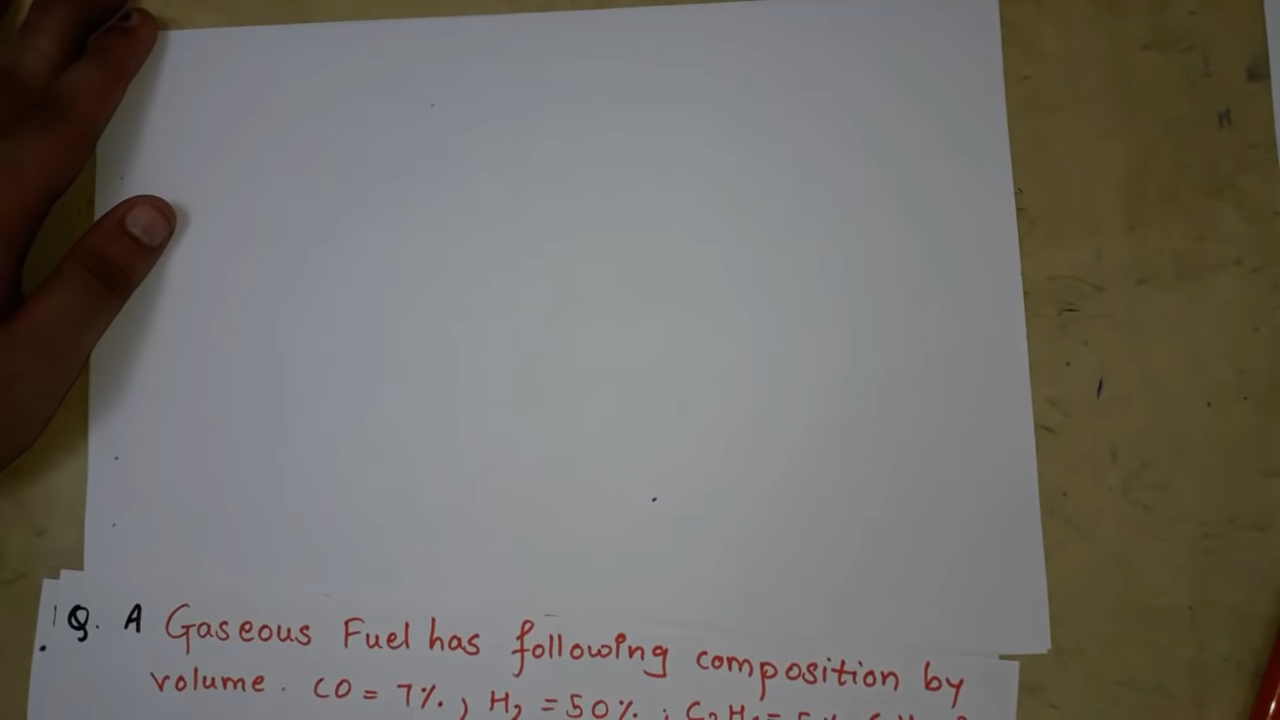 Q. A Gaseous Fuel has following composition by
volume. CO = 7%, H₂ = 50%,